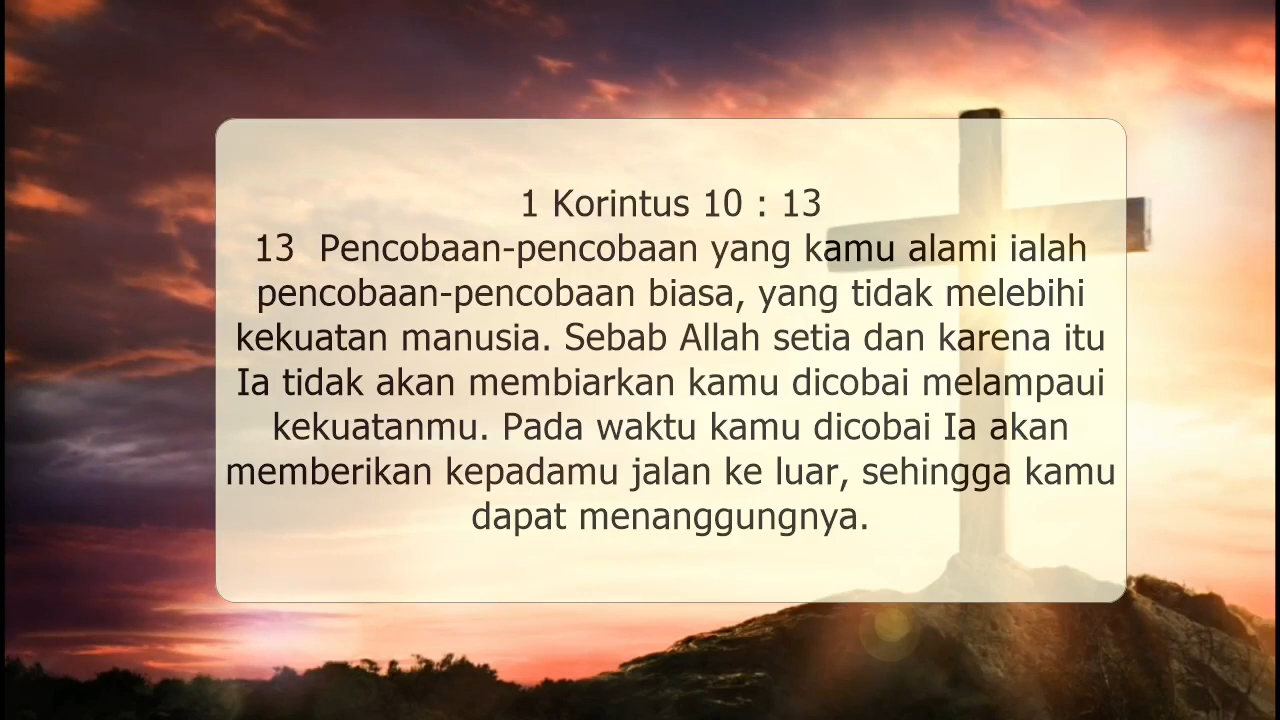 1 Korintus 10 : 13
13  Pencobaan-pencobaan yang kamu alami ialah
pencobaan-pencobaan biasa, yang tidak melebihi
kekuatan manusia. Sebab Allah setia dan karena itu
Ia tidak akan membiarkan kamu dicobai melampaui
kekuatanmu. Pada waktu kamu dicobai Ia akan
memberikan kepadamu jalan ke luar, sehingga kamu
dapat menanggungnya.